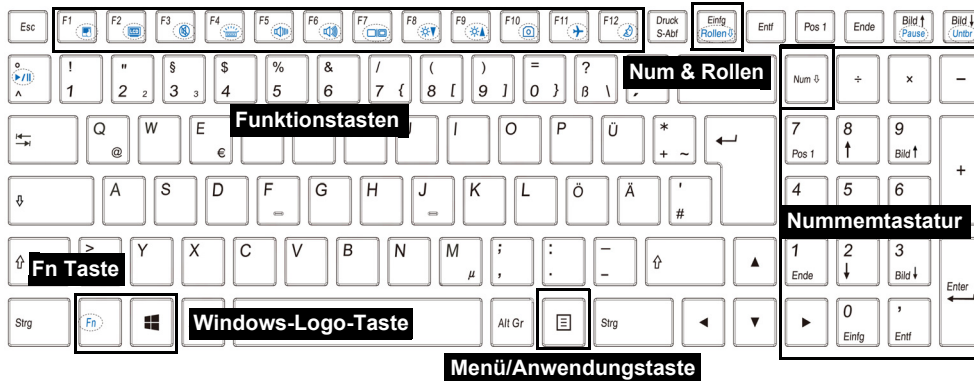 Esc F1 F2 F3 F4 F5 F6 F7 F8 F9 F10 F11 F12 Druck S-Abf Einfg Rollen⇩ Entf Pos 1 Ende Bild↑ Pause Bild↓ Untbr
° ^ ! 1 " 2 2 § 3 3 $ 4 % 5 & 6 / 7 { ( 8 [ ) 9 ] = 0 } ? ß \ Num & Rollen Num ⇩ ÷ × −
Funktionstasten
Q @ W E € I O P Ü * + ~ 7 Pos 1 8 ↑ 9 Bild↑ +
A S D F G H J K L Ö Ä ' # 4 5 6
Nummemtastatur
> Y X C V B N M µ ; , : . – - 1 Ende 2 ↓ 3 Bild↓ Enter
Fn Taste
Strg Fn Windows-Logo-Taste Alt Gr Strg 0 Einfg , Entf
Menü/Anwendungstaste